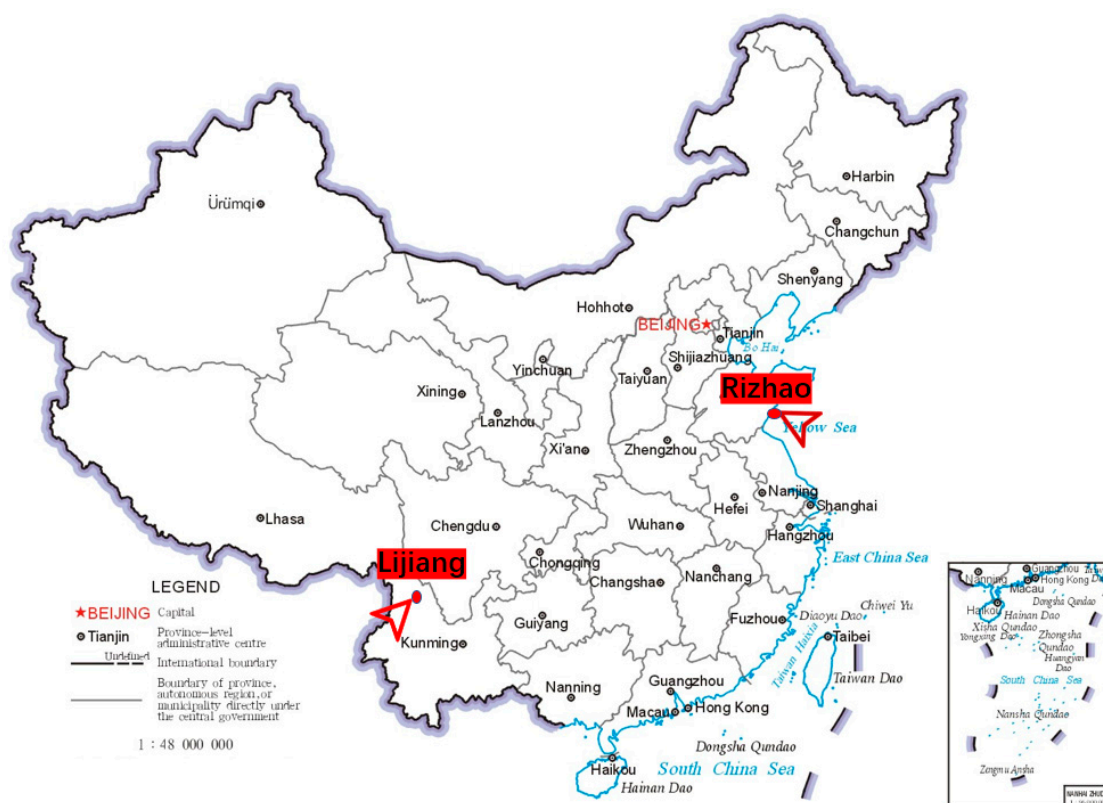 Harbin
Ürümqi
Changchun
Shenyang
Hohhot
BEIJING
Tianjin
Bo Hai
Shijiazhuang
Yinchuan
Taiyuan
Rizhao
Xining
Lanzhou
Yellow Sea
Xi'an
Zhengzhou
Nanjing
Hefei
Shanghai
Lhasa
Chengdu
Wuhan
Hangzhou
East China Sea
Lijiang
Chongqing
Changsha
Nanchang
Chiwei Yu
Diaoyu Dao
Guiyang
Fuzhou
Kunming
Taibei
Taiwan Haixia
Taiwan Dao
Guangzhou
Nanning
Macau
Hong Kong
Dongsha Qundao
Haikou
South China Sea
Hainan Dao
LEGEND
BEIJING Capital
Tianjin Province-level
administrative centre
Undefined International boundary
Boundary of province,
autonomous region, or
municipality directly under
the central government
1 : 48 000 000
Guangzhou
Nanning
Hong Kong
Macau
Haikou
Dongsha Qundao
Hainan Dao
Xisha Qundao
Yongxing Dao
Zhongsha
Qundao
Huangyan
Dao
South China Sea
Nansha Qundao
Zengmu Ansha